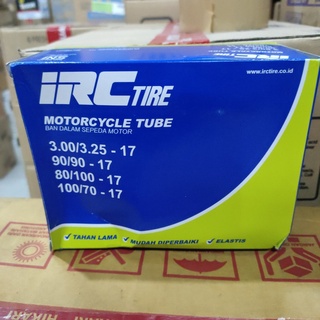 IRC TIRE
www.irctire.co.id
MOTORCYCLE TUBE
BAN DALAM SEPEDA MOTOR
3.00/3.25 - 17
90/90 - 17
80/100 - 17
100/70 - 17
TAHAN LAMA
MUDAH DIPERBAIKI
ELASTIS